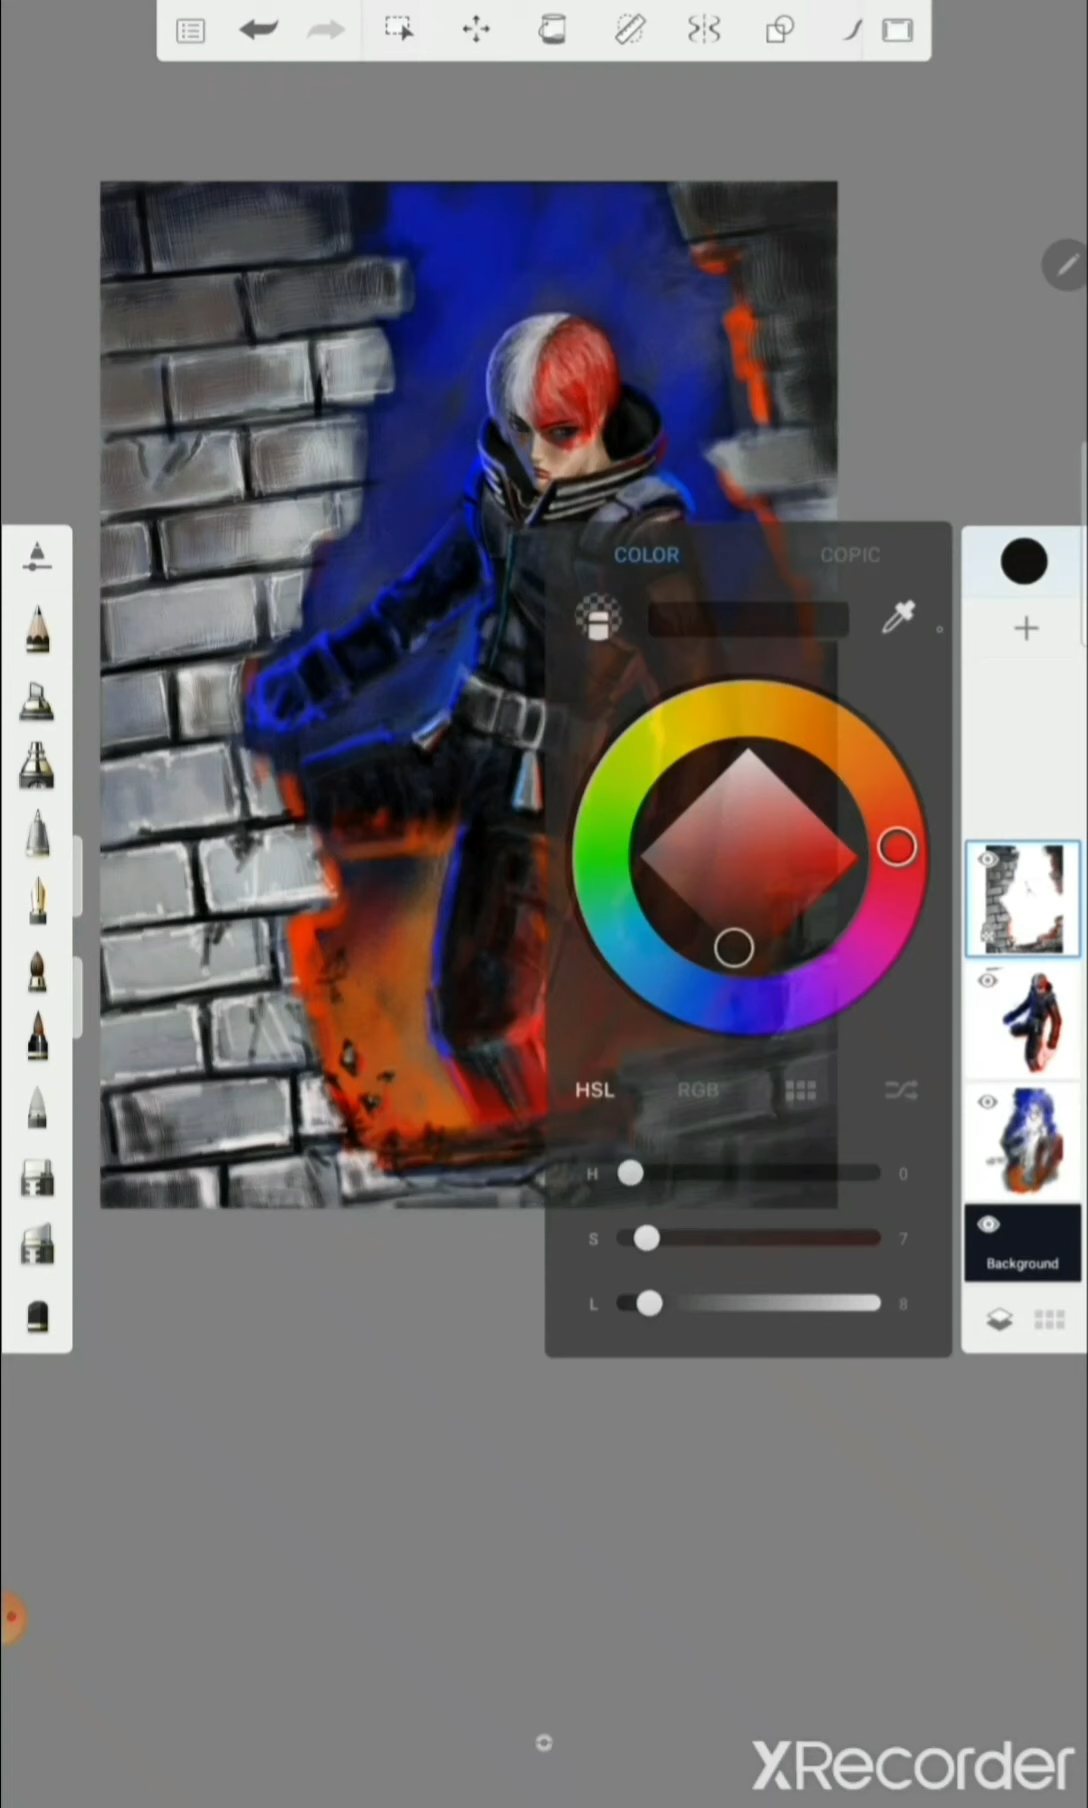 COLOR COPIC
HSL RGB
H 0
S 7
L 8
Background
XRecorder